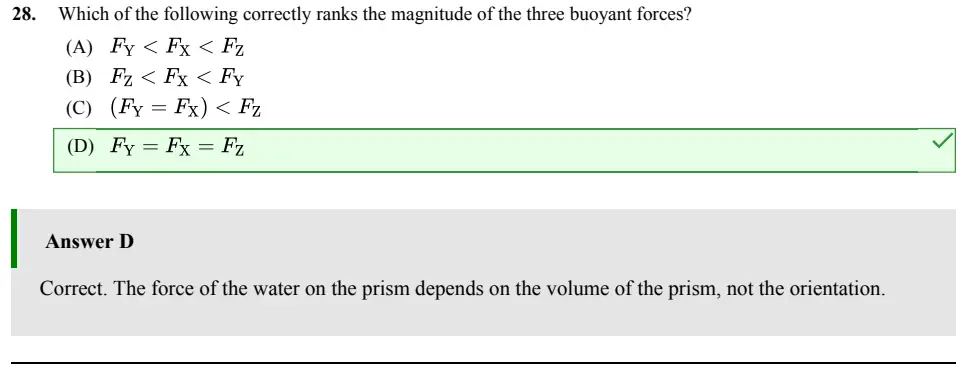 28. Which of the following correctly ranks the magnitude of the three buoyant forces?
(A) F_Y < F_X < F_Z
(B) F_Z < F_X < F_Y
(C) (F_Y = F_X) < F_Z
(D) F_Y = F_X = F_Z
Answer D
Correct. The force of the water on the prism depends on the volume of the prism, not the orientation.